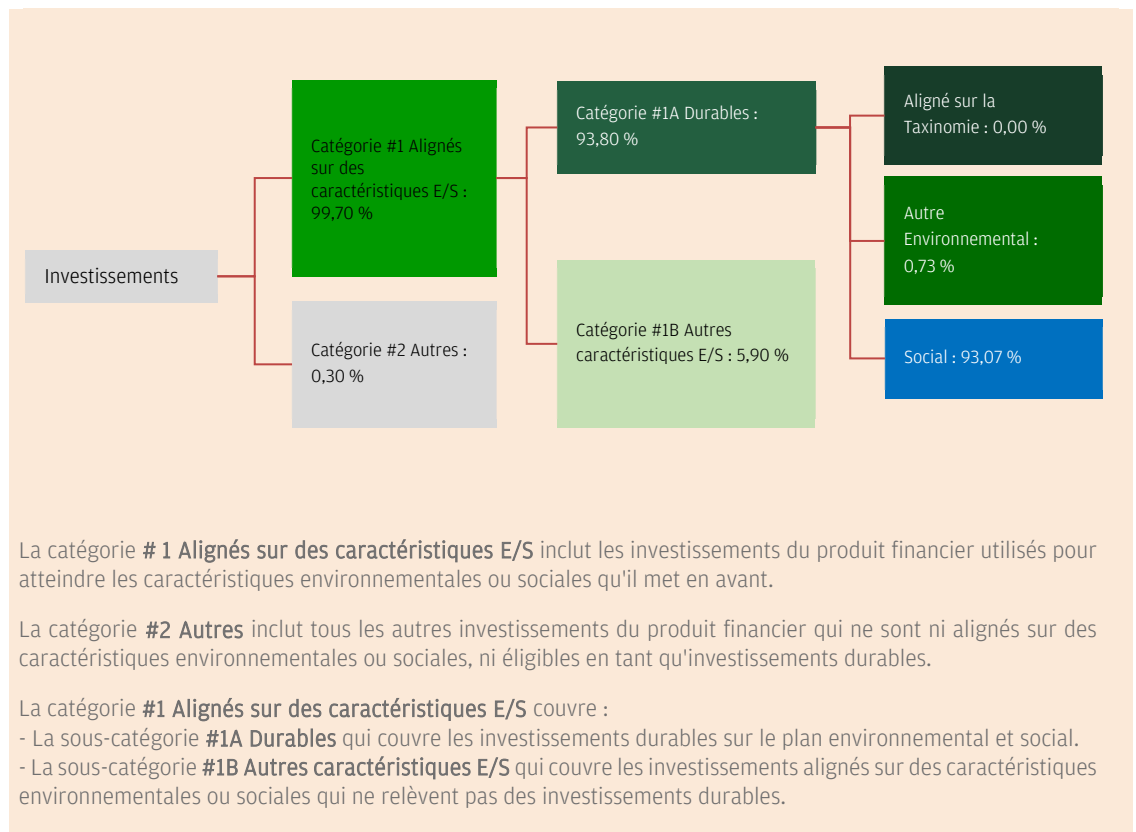 Investissements
Catégorie #1 Alignés
sur des
caractéristiques E/S :
99,70 %
Catégorie #2 Autres :
0,30 %
Catégorie #1A Durables :
93,80 %
Catégorie #1B Autres
caractéristiques E/S : 5,90 %
Aligné sur la
Taxinomie : 0,00 %
Autre
Environnemental :
0,73 %
Social : 93,07 %
La catégorie # 1 Alignés sur des caractéristiques E/S inclut les investissements du produit financier utilisés pour
atteindre les caractéristiques environnementales ou sociales qu'il met en avant.
La catégorie #2 Autres inclut tous les autres investissements du produit financier qui ne sont ni alignés sur des
caractéristiques environnementales ou sociales, ni éligibles en tant qu'investissements durables.
La catégorie #1 Alignés sur des caractéristiques E/S couvre :
- La sous-catégorie #1A Durables qui couvre les investissements durables sur le plan environnemental et social.
- La sous-catégorie #1B Autres caractéristiques E/S qui couvre les investissements alignés sur des caractéristiques
environnementales ou sociales qui ne relèvent pas des investissements durables.